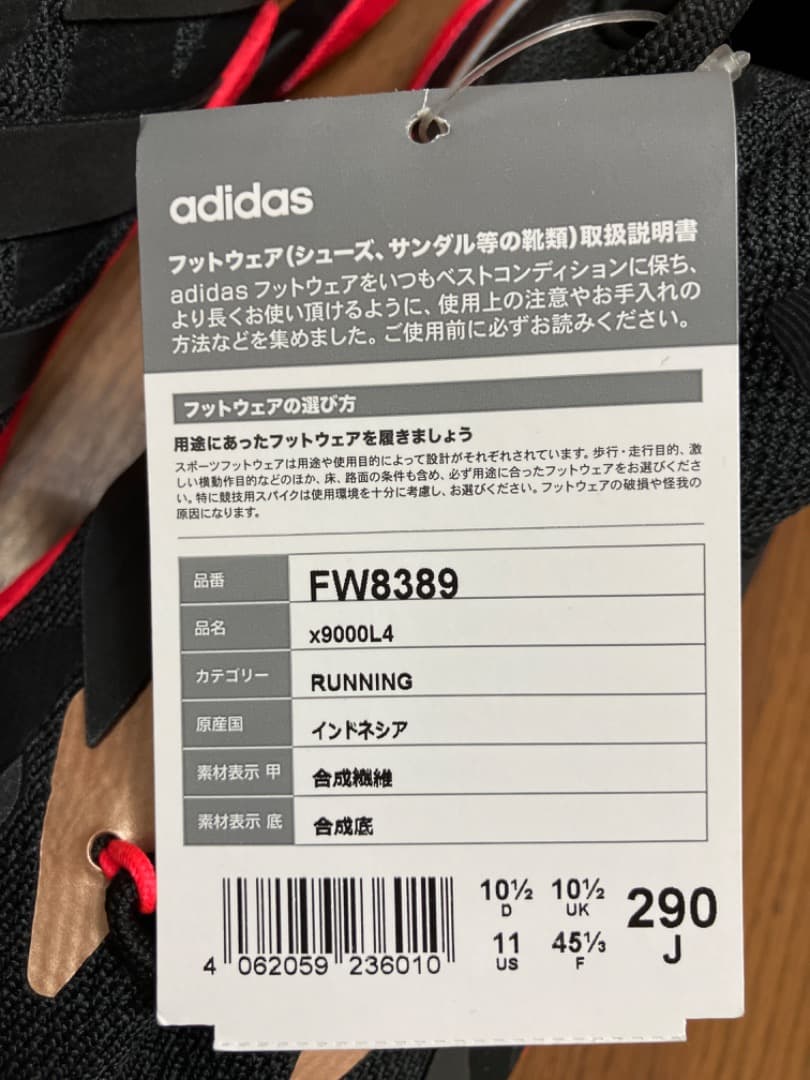 adidas
フットウェア(シューズ、サンダル等の靴類)取扱説明書
adidas フットウェアをいつもベストコンディションに保ち、
より長くお使い頂けるように、使用上の注意やお手入れの
方法などを集めました。ご使用前に必ずお読みください。
フットウェアの選び方
用途にあったフットウェアを履きましょう
スポーツフットウェアは用途や使用目的によって設計がそれぞれされています。歩行・走行目的、激
しい横動作目的などのほか、床、路面の条件も含め、必ず用途に合ったフットウェアをお選びくださ
い。特に競技用スパイクは使用環境を十分に考慮し、お選びください。フットウェアの破損や怪我の
原因になります。
品番 FW8389
品名 x9000L4
カテゴリー RUNNING
原産国 インドネシア
素材表示 甲 合成繊維
素材表示 底 合成底
10½ 10½ 290
D UK J
11 45⅓
US F
4 062059 236010